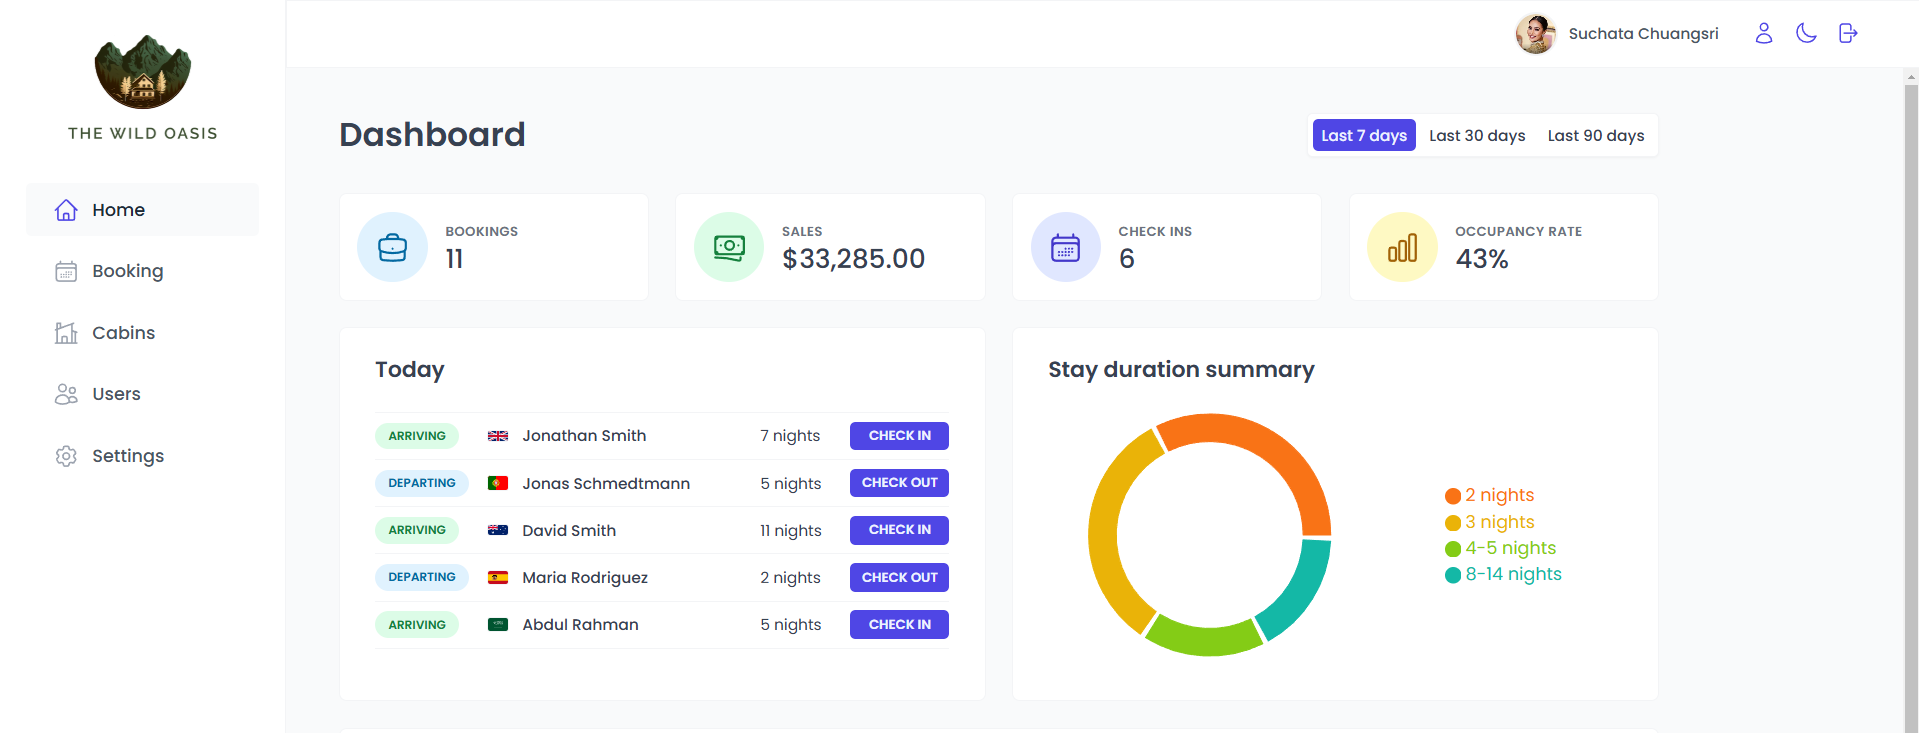 THE WILD OASIS
Home
Booking
Cabins
Users
Settings
Suchata Chuangsri
Dashboard
Last 7 days Last 30 days Last 90 days
BOOKINGS
11
SALES
$33,285.00
CHECK INS
6
OCCUPANCY RATE
43%
Today
ARRIVING Jonathan Smith 7 nights CHECK IN
DEPARTING Jonas Schmedtmann 5 nights CHECK OUT
ARRIVING David Smith 11 nights CHECK IN
DEPARTING Maria Rodriguez 2 nights CHECK OUT
ARRIVING Abdul Rahman 5 nights CHECK IN
Stay duration summary
2 nights
3 nights
4-5 nights
8-14 nights